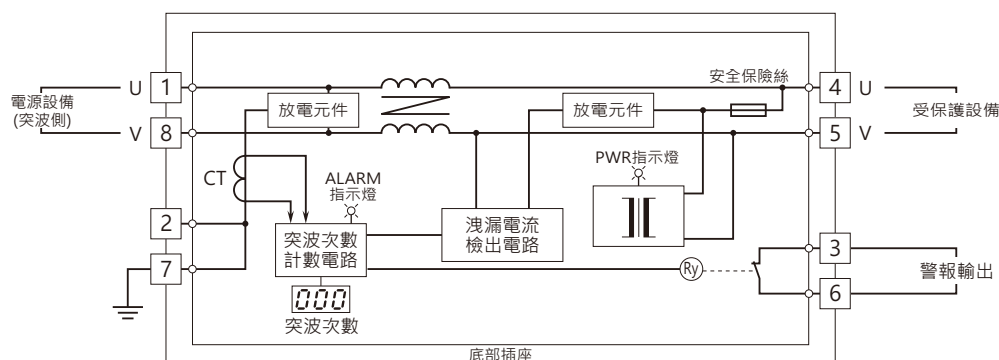 電源設備
(突波側)
U
1
V
8
2
7
放電元件
CT
ALARM
指示燈
突波次數
計數電路
000
突波次數
洩漏電流
檢出電路
放電元件
安全保險絲
PWR指示燈
Ry
4
U
5
V
受保護設備
3
6
警報輸出
底部插座